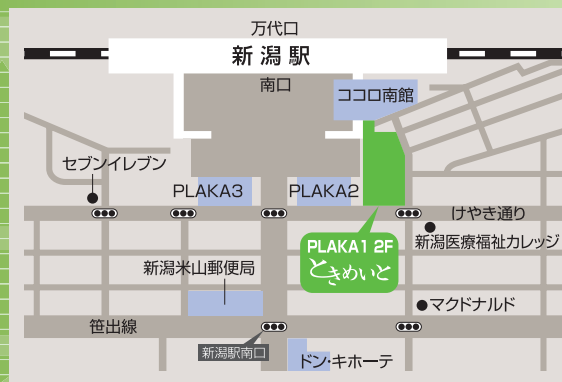 万代口
新潟駅
南口
ココロ南館
セブンイレブン
PLAKA3
PLAKA2
けやき通り
新潟医療福祉カレッジ
PLAKA1 2F
ときめいと
新潟米山郵便局
マクドナルド
笹出線
新潟駅南口
ドン・キホーテ